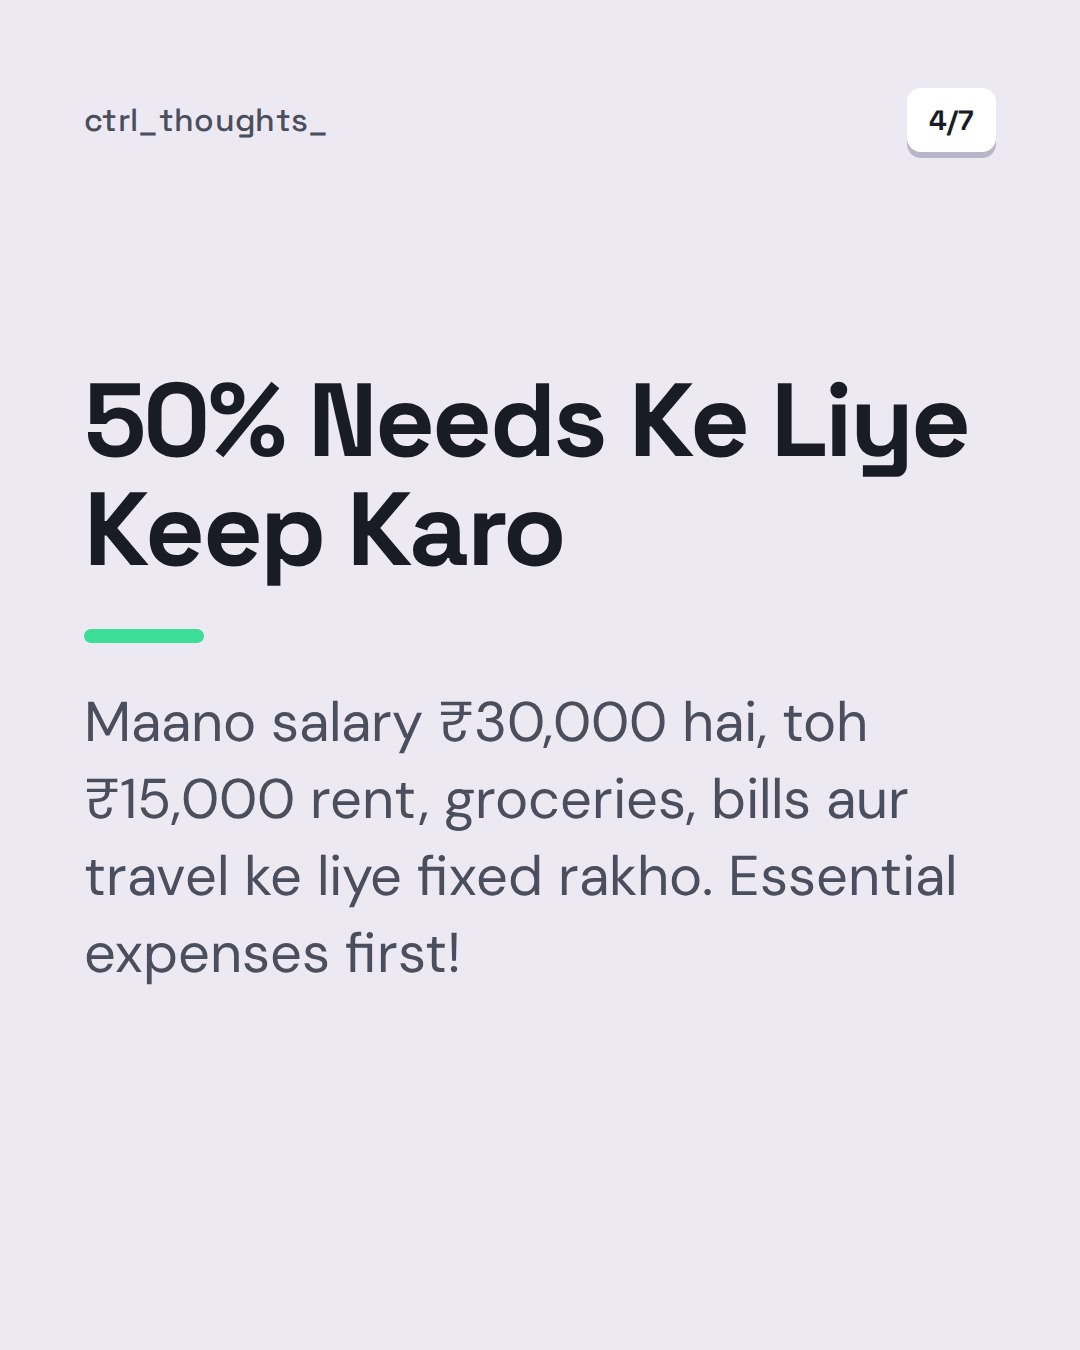 ctrl_thoughts_
4/7
50% Needs Ke Liye
Keep Karo
Maano salary ₹30,000 hai, toh
₹15,000 rent, groceries, bills aur
travel ke liye fixed rakho. Essential
expenses first!